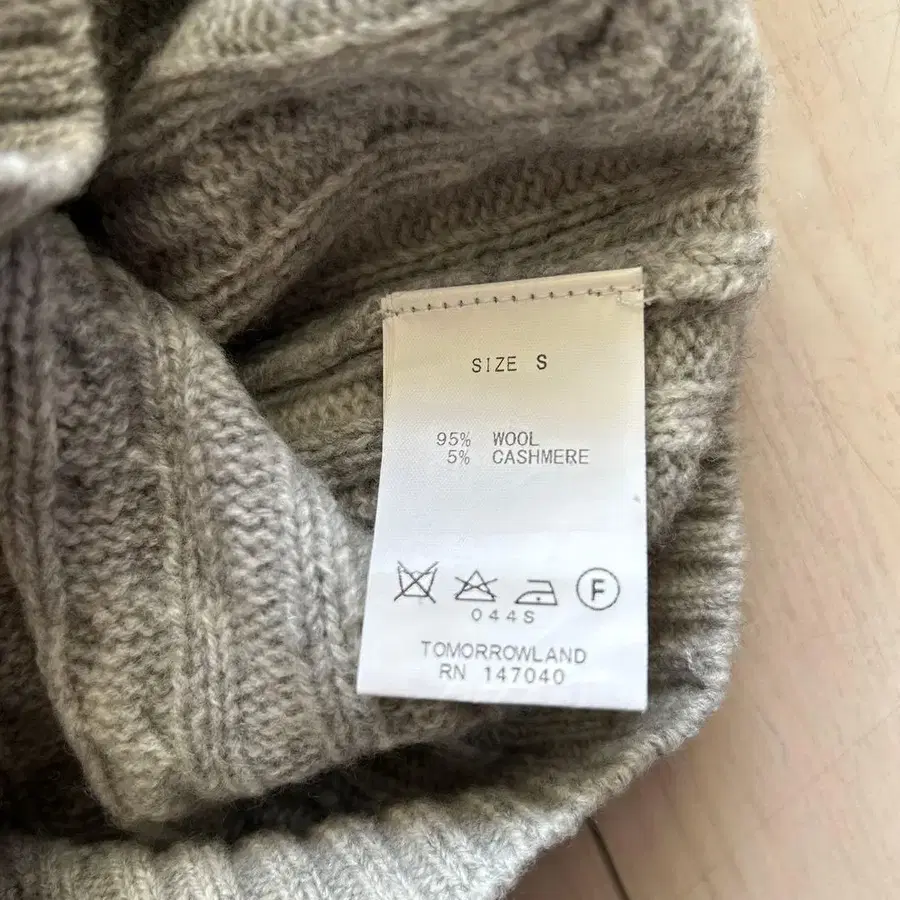 SIZE S
95% WOOL
5% CASHMERE
F
044S
TOMORROWLAND
RN 147040